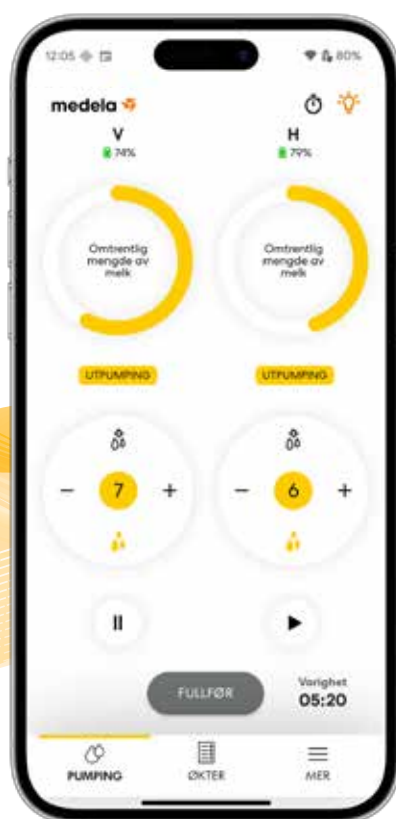 12:05 80%
medela
V H
74% 79%
Omtrentlig
mengde av
melk
Omtrentlig
mengde av
melk
UTPUMPING UTPUMPING
− 7 + − 6 +
FULLFØR
Varighet
05:20
PUMPING ØKTER MER